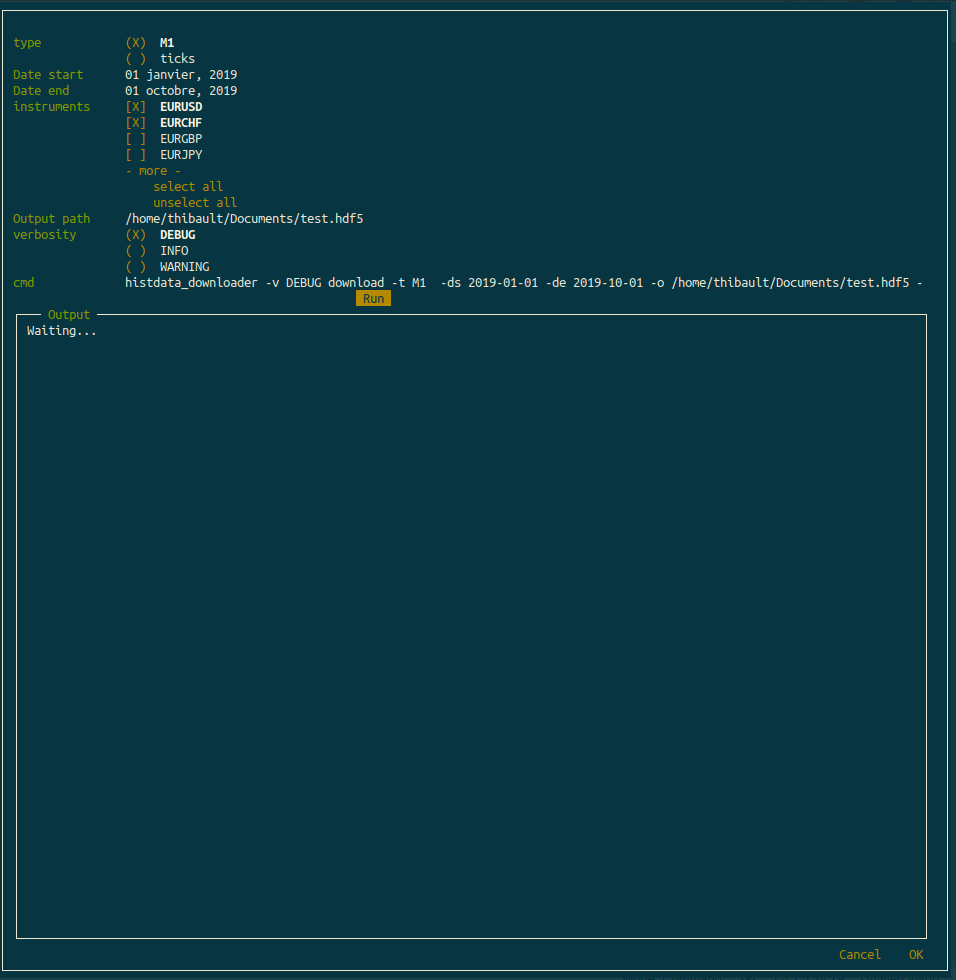 type (X) M1
( ) ticks
Date start 01 janvier, 2019
Date end 01 octobre, 2019
instruments [X] EURUSD
[X] EURCHF
[ ] EURGBP
[ ] EURJPY
- more -
select all
unselect all
Output path /home/thibault/Documents/test.hdf5
verbosity (X) DEBUG
( ) INFO
( ) WARNING
cmd histdata_downloader -v DEBUG download -t M1  -ds 2019-01-01 -de 2019-10-01 -o /home/thibault/Documents/test.hdf5 -
Run
Output
Waiting...
Cancel OK